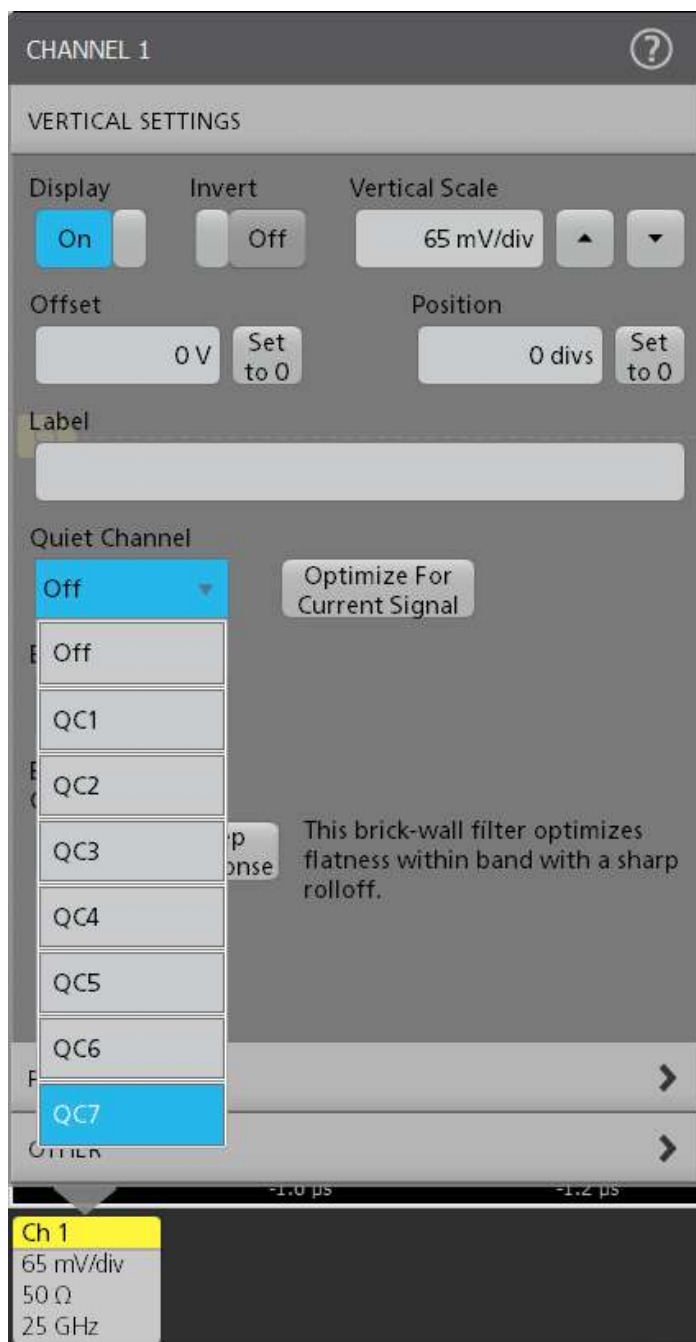 CHANNEL 1 ?
VERTICAL SETTINGS
Display Invert Vertical Scale
On Off 65 mV/div
Offset Position
0 V Set to 0 0 divs Set to 0
Label
Quiet Channel
Off Optimize For
Current Signal
Off
QC1
QC2
QC3
QC4
QC5
QC6
QC7
This brick-wall filter optimizes
flatness within band with a sharp
rolloff.
OTHER
Ch 1
65 mV/div
50 Ω
25 GHz